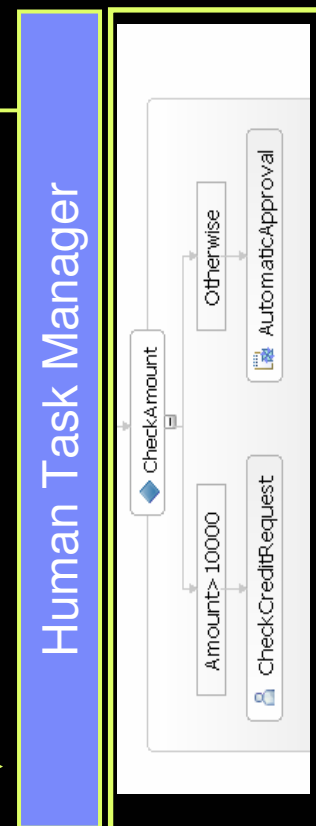 Human Task Manager
CheckAmount
Amount> 10000
Otherwise
CheckCreditRequest
AutomaticApproval